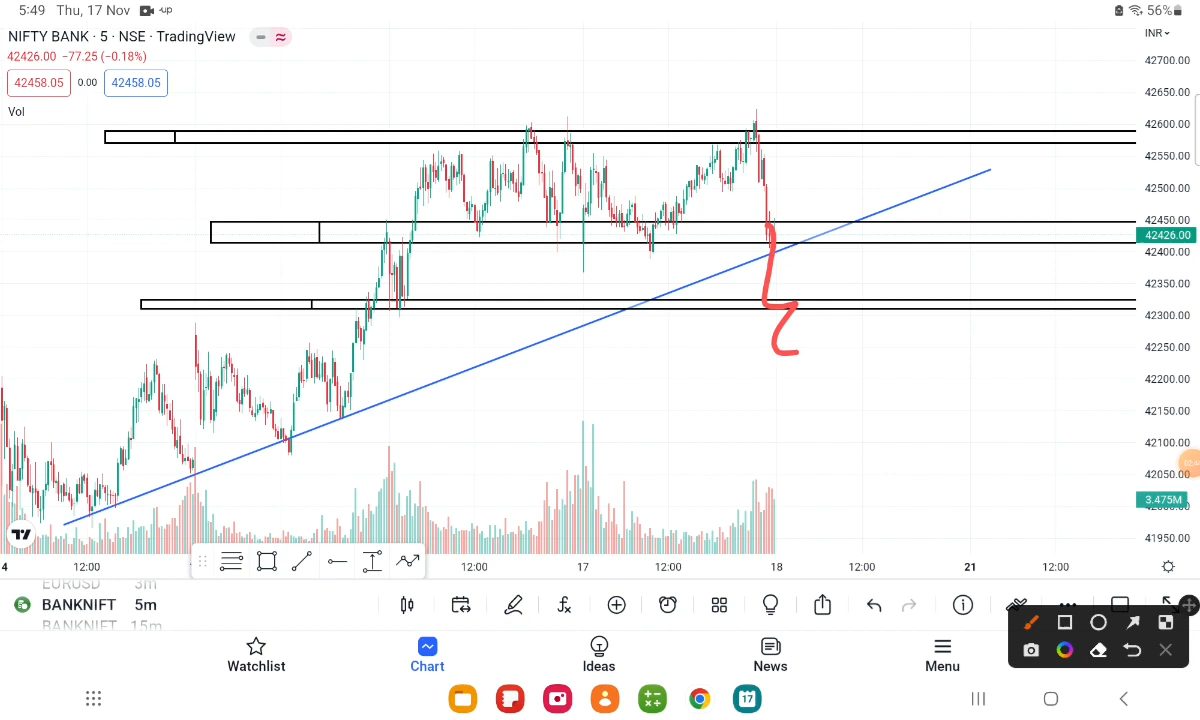 5:49 Thu, 17 Nov 56%
NIFTY BANK · 5 · NSE · TradingView
INR
42426.00 −77.25 (−0.18%)
42458.05 0.00 42458.05
Vol
42700.00
42650.00
42600.00
42550.00
42500.00
42450.00
42426.00
42400.00
42350.00
42300.00
42250.00
42200.00
42150.00
42100.00
42050.00
3.475M
42000.00
41950.00
4 12:00 12:00 17 12:00 18 12:00 21 12:00
EURUSD 3m
BANKNIFT 5m
BANKNIFT 15m
Watchlist Chart Ideas News Menu
17